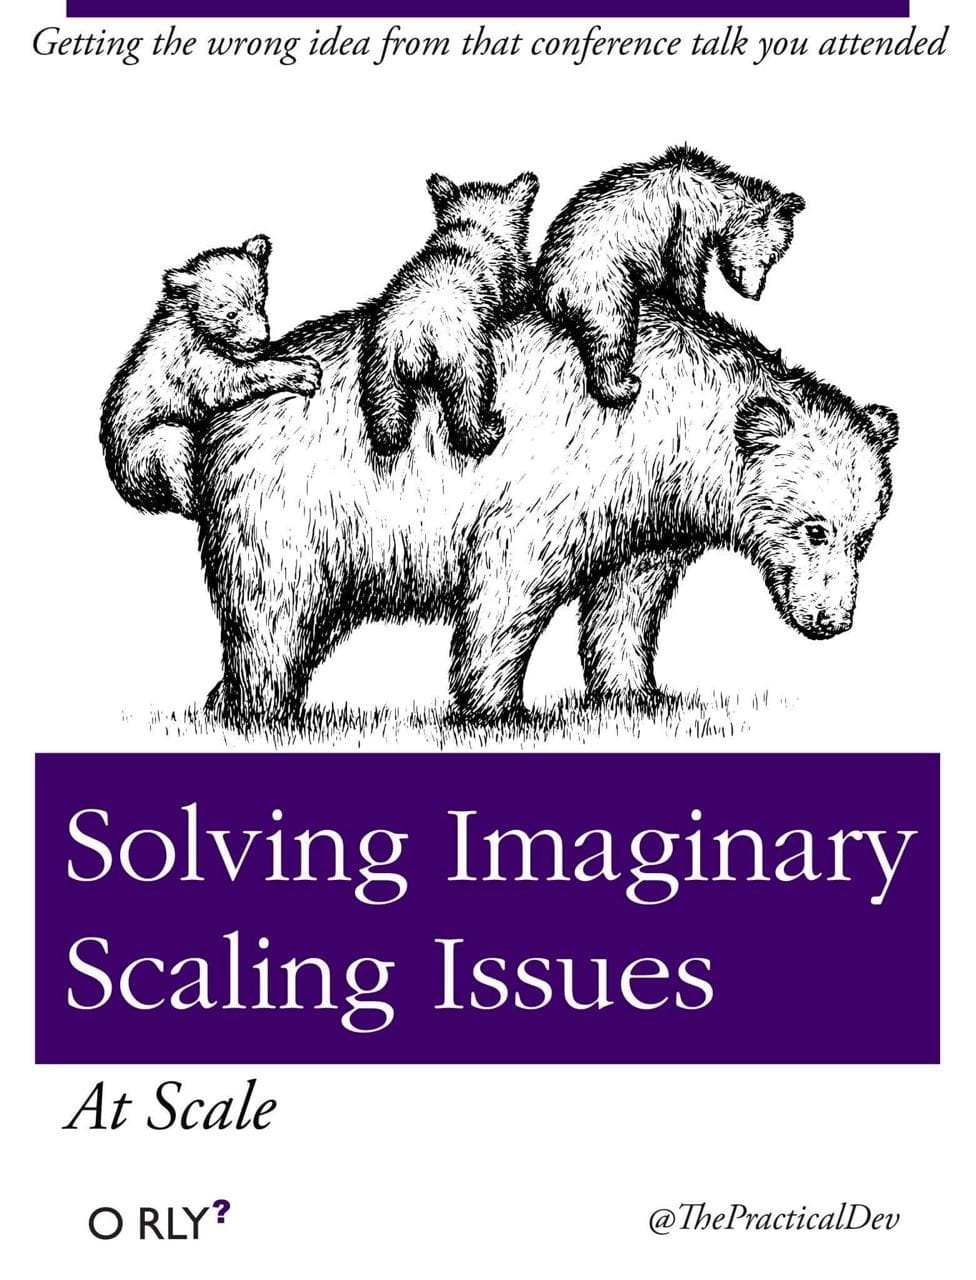 Getting the wrong idea from that conference talk you attended
Solving Imaginary
Scaling Issues
At Scale
O RLY?
@ThePracticalDev